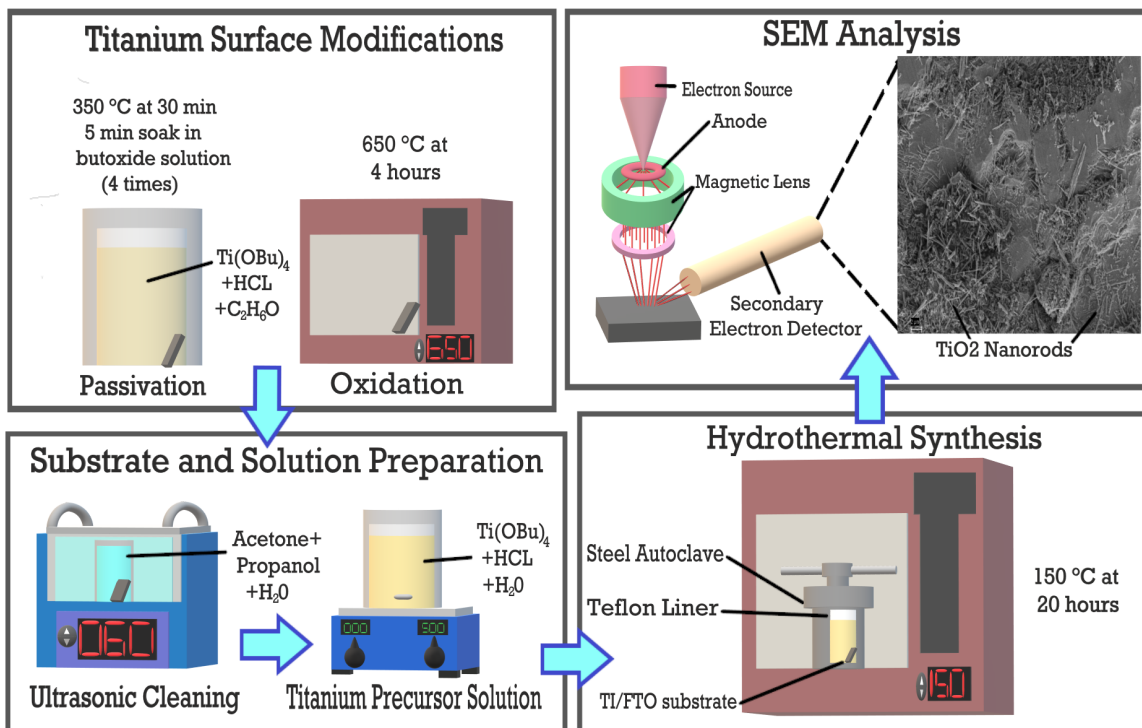 Titanium Surface Modifications
350 °C at 30 min
5 min soak in
butoxide solution
(4 times)
Ti(OBu)4
+HCL
+C2H6O
Passivation
650 °C at
4 hours
650
Oxidation
Substrate and Solution Preparation
Acetone+
Propanol
+H20
060
Ultrasonic Cleaning
Ti(OBu)4
+HCL
+H20
000
500
Titanium Precursor Solution
Hydrothermal Synthesis
Steel Autoclave
Teflon Liner
TI/FTO substrate
150 °C at
20 hours
150
SEM Analysis
Electron Source
Anode
Magnetic Lens
Secondary
Electron Detector
TiO2 Nanorods